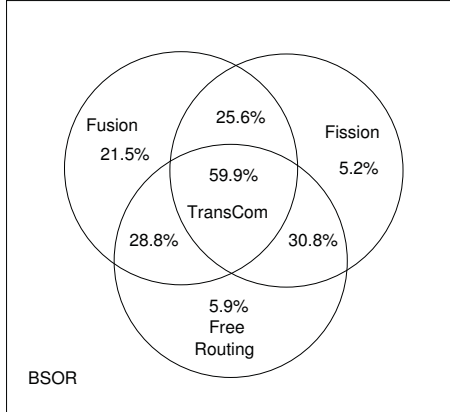 25.6%
Fusion
Fission
21.5%
5.2%
59.9%
TransCom
28.8%
30.8%
5.9%
Free
Routing
BSOR